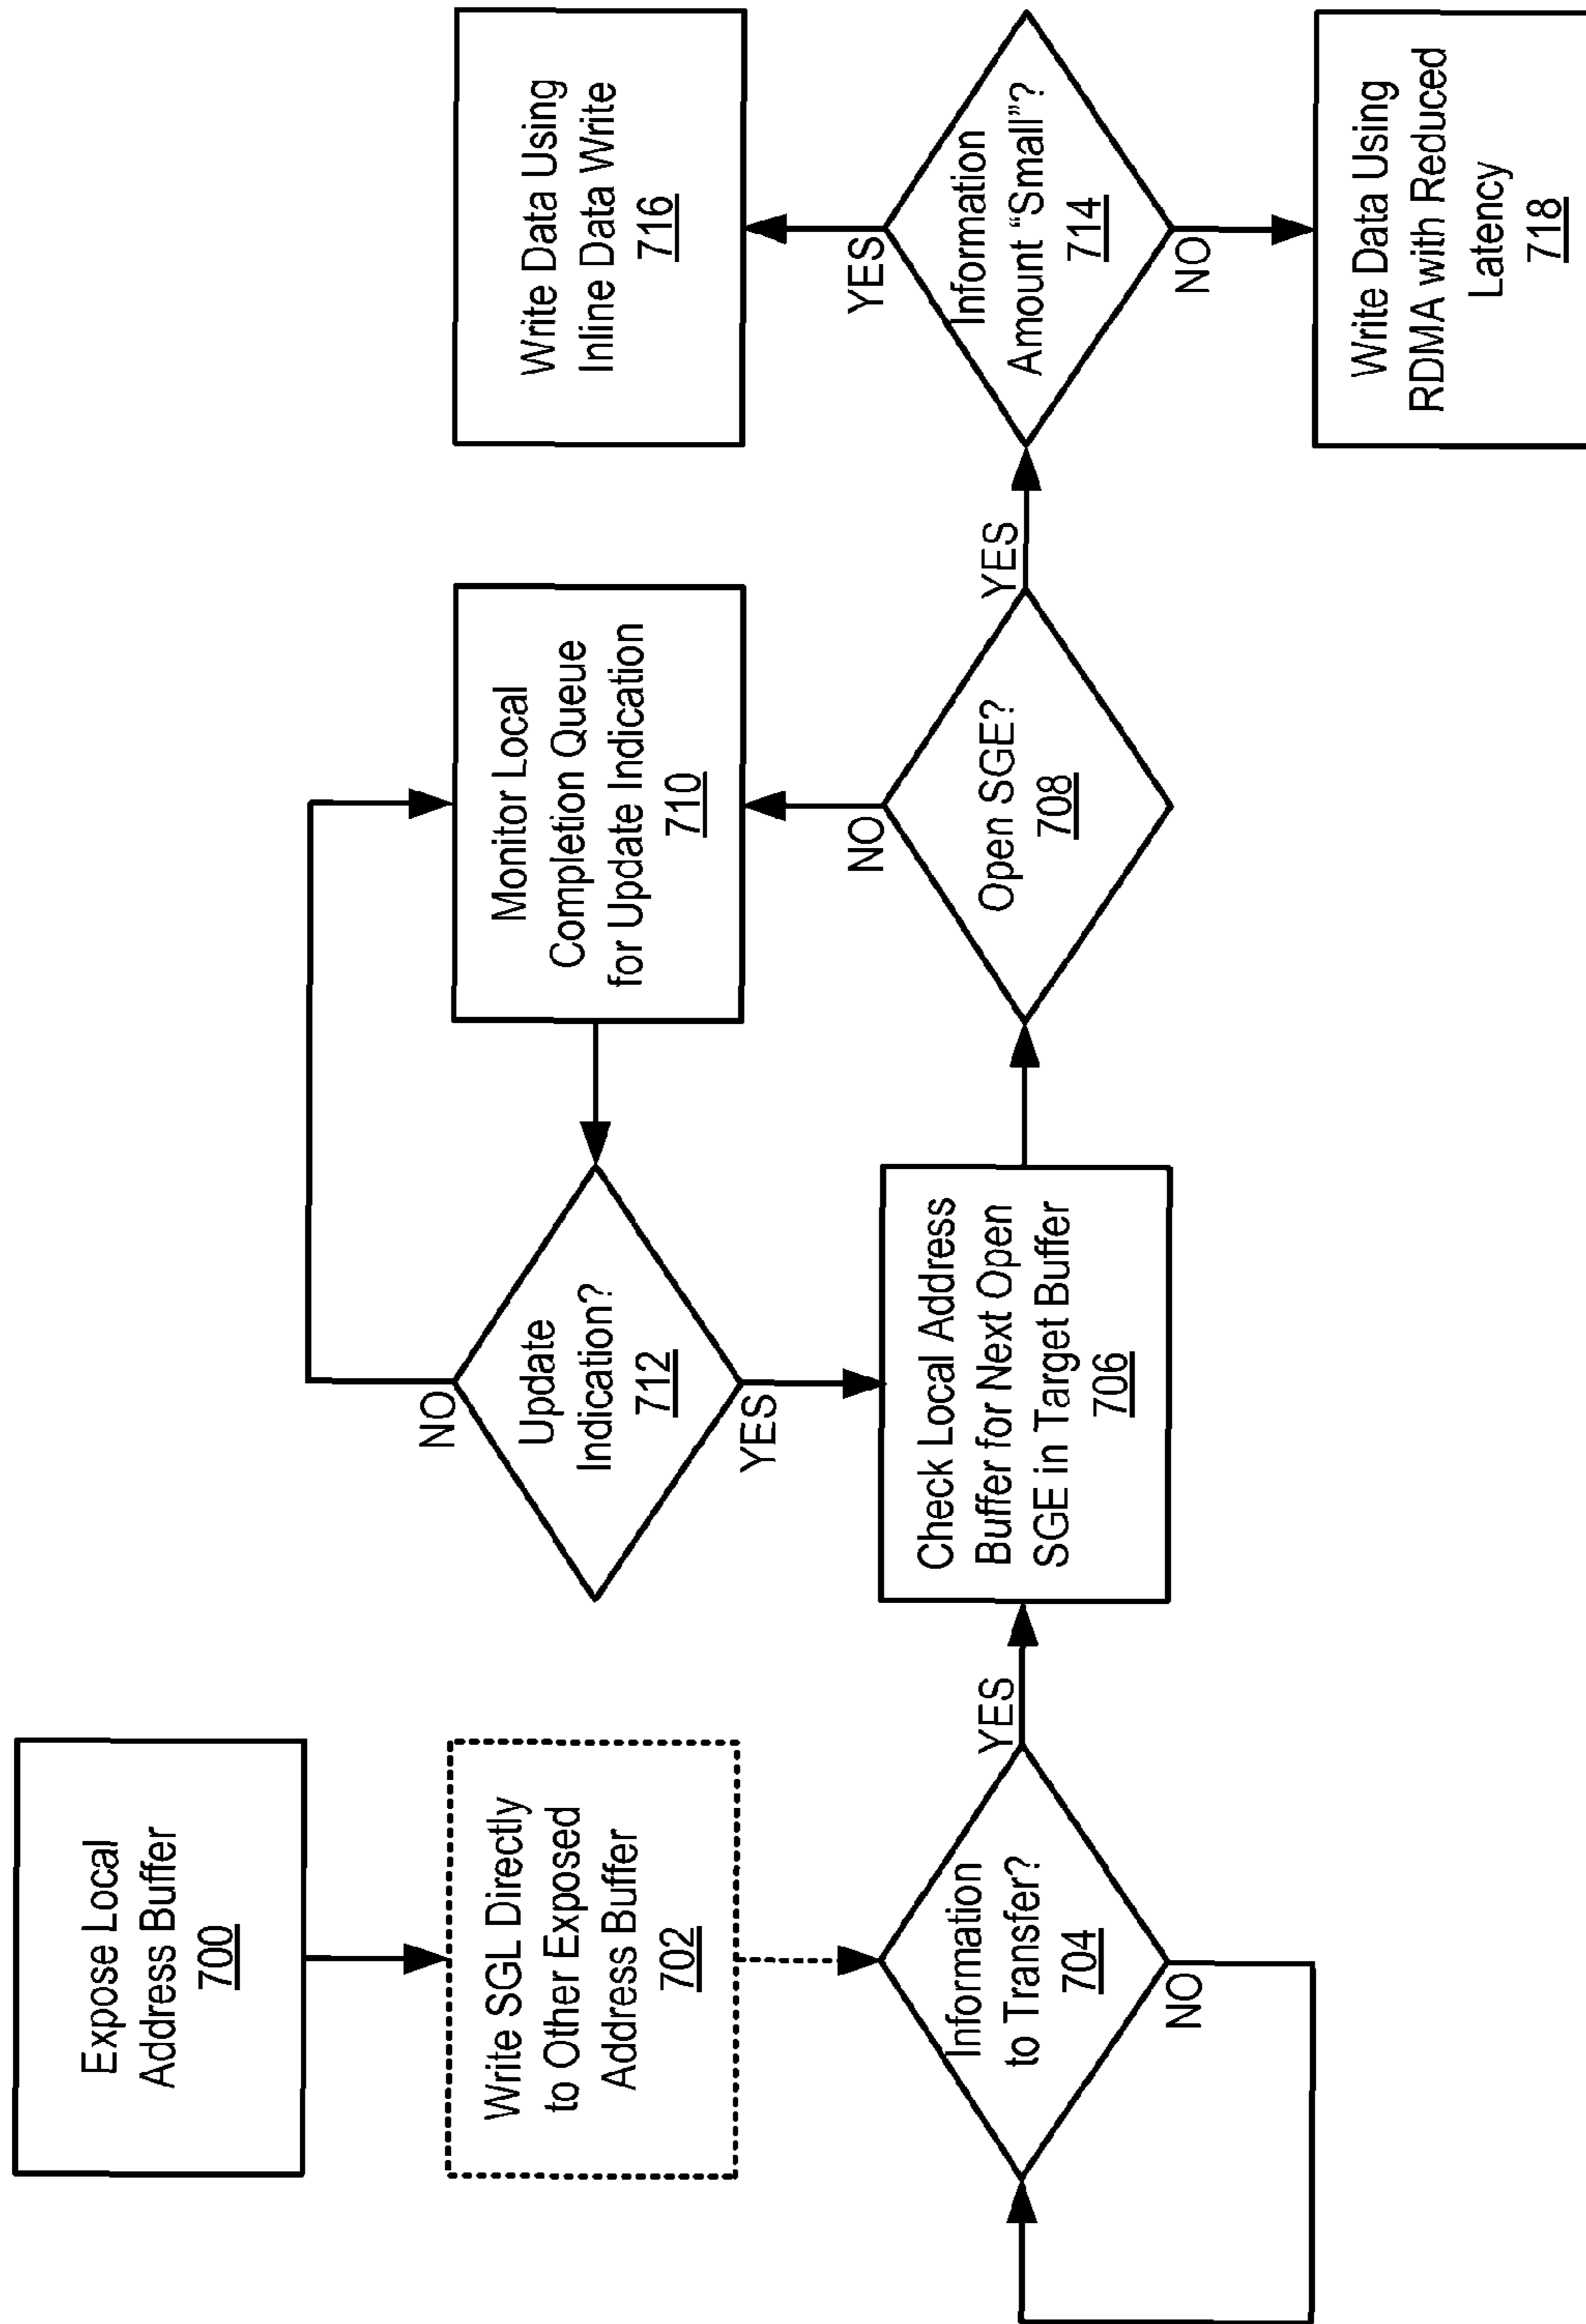 Expose Local
Address Buffer
700
Write SGL Directly
to Other Exposed
Address Buffer
702
Information
to Transfer?
704
YES
NO
Check Local Address
Buffer for Next Open
SGE in Target Buffer
706
Open SGE?
708
NO
YES
Monitor Local
Completion Queue
for Update Indication
710
Update
Indication?
712
NO
YES
Information
Amount “Small”?
714
YES
NO
Write Data Using
Inline Data Write
716
Write Data Using
RDMA with Reduced
Latency
718